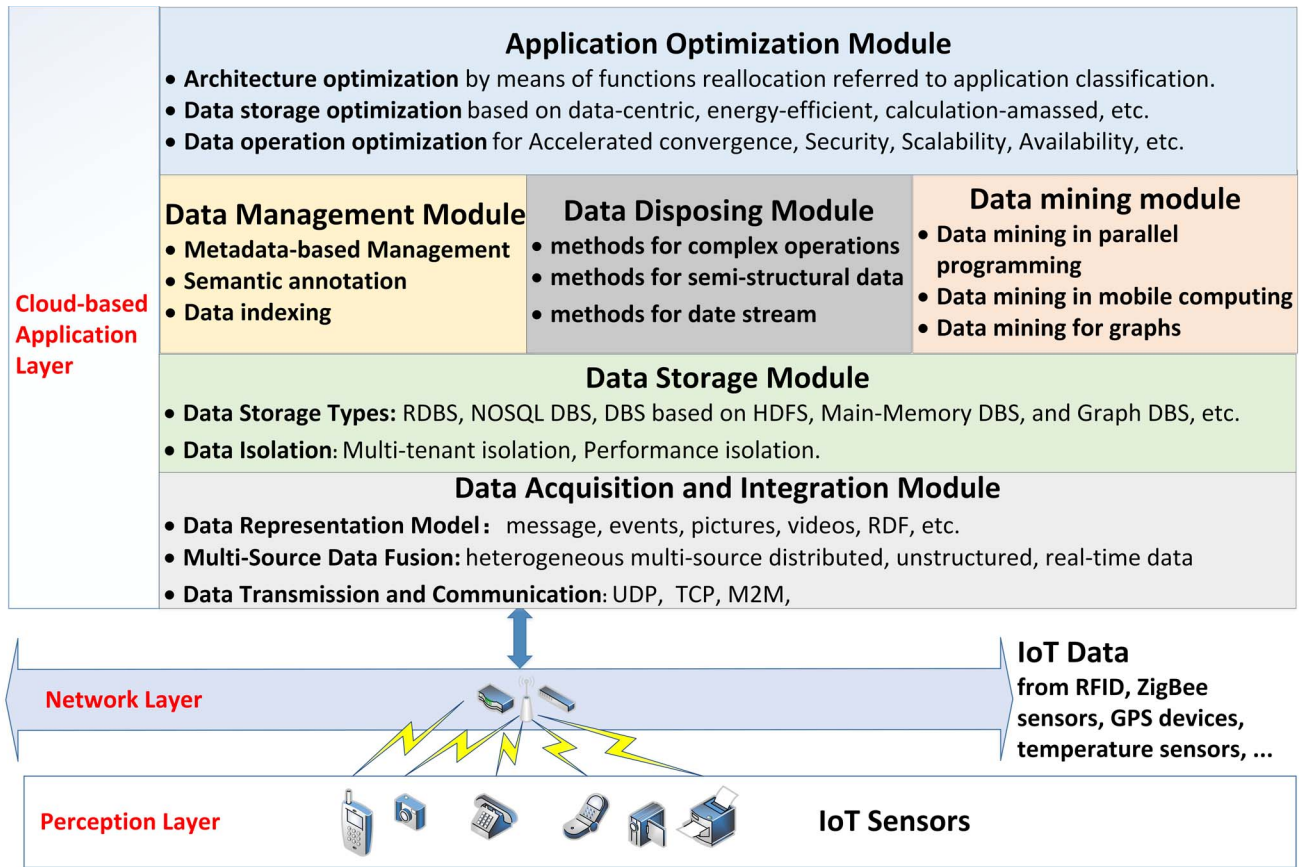 Application Optimization Module
• Architecture optimization by means of functions reallocation referred to application classification.
• Data storage optimization based on data-centric, energy-efficient, calculation-amassed, etc.
• Data operation optimization for Accelerated convergence, Security, Scalability, Availability, etc.
Cloud-based
Application
Layer
Data Management Module
• Metadata-based Management
• Semantic annotation
• Data indexing
Data Disposing Module
• methods for complex operations
• methods for semi-structural data
• methods for date stream
Data mining module
• Data mining in parallel
programming
• Data mining in mobile computing
• Data mining for graphs
Data Storage Module
• Data Storage Types: RDBS, NOSQL DBS, DBS based on HDFS, Main-Memory DBS, and Graph DBS, etc.
• Data Isolation: Multi-tenant isolation, Performance isolation.
Data Acquisition and Integration Module
• Data Representation Model： message, events, pictures, videos, RDF, etc.
• Multi-Source Data Fusion: heterogeneous multi-source distributed, unstructured, real-time data
• Data Transmission and Communication: UDP, TCP, M2M,
Network Layer
IoT Data
from RFID, ZigBee
sensors, GPS devices,
temperature sensors, ...
Perception Layer
IoT Sensors